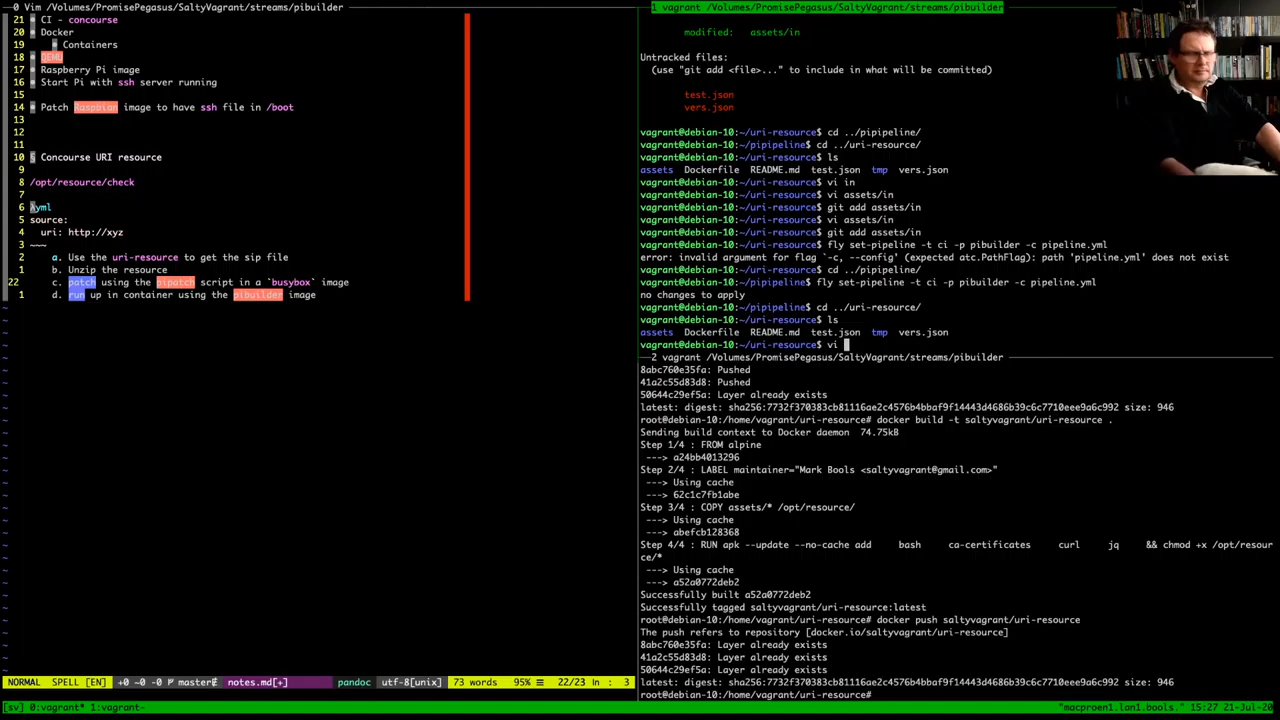 0 Vim /Volumes/PromisePegasus/SaltyVagrant/streams/pibuilder
21 CI - concourse
20 Docker
19 Containers
18 QEMU
17 Raspberry Pi image
16 Start Pi with ssh server running
14 Patch Raspbian image to have ssh file in /boot
13
12
11
10 § Concourse URI resource
9
8 /opt/resource/check
7
6 yml
5 source:
4 uri: http://xyz
3 ~~~
2 a. Use the uri-resource to get the sip file
1 b. Unzip the resource
22 c. patch using the pipatch script in a `busybox` image
1 d. run up in container using the pibuilder image
NORMAL SPELL [EN] +0 ~0 -0 master notes.md[+] pandoc utf-8[unix] 73 words 95% 22/23 ln : 3
1 vagrant /Volumes/PromisePegasus/SaltyVagrant/streams/pibuilder
modified: assets/in
Untracked files:
(use "git add <file>..." to include in what will be committed)
test.json
vers.json
vagrant@debian-10:~/uri-resource$ cd ../pipipeline/
vagrant@debian-10:~/pipipeline$ cd ../uri-resource/
vagrant@debian-10:~/uri-resource$ ls
assets Dockerfile README.md test.json tmp vers.json
vagrant@debian-10:~/uri-resource$ vi in
vagrant@debian-10:~/uri-resource$ vi assets/in
vagrant@debian-10:~/uri-resource$ git add assets/in
vagrant@debian-10:~/uri-resource$ vi assets/in
vagrant@debian-10:~/uri-resource$ git add assets/in
vagrant@debian-10:~/uri-resource$ fly set-pipeline -t ci -p pibuilder -c pipeline.yml
error: invalid argument for flag `-c, --config' (expected atc.PathFlag): path 'pipeline.yml' does not exist
vagrant@debian-10:~/uri-resource$ cd ../pipipeline/
vagrant@debian-10:~/pipipeline$ fly set-pipeline -t ci -p pibuilder -c pipeline.yml
no changes to apply
vagrant@debian-10:~/pipipeline$ cd ../uri-resource/
vagrant@debian-10:~/uri-resource$ ls
assets Dockerfile README.md test.json tmp vers.json
vagrant@debian-10:~/uri-resource$ vi
2 vagrant /Volumes/PromisePegasus/SaltyVagrant/streams/pibuilder
8abc760e35fa: Pushed
41a2c55d83d8: Pushed
50644c29ef5a: Layer already exists
latest: digest: sha256:7732f370383cb81116ae2c4576b4bbaf9f14443d4686b39c6c7710eee9a6c992 size: 946
root@debian-10:/home/vagrant/uri-resource# docker build -t saltyvagrant/uri-resource .
Sending build context to Docker daemon 74.75kB
Step 1/4 : FROM alpine
---> a24bb4013296
Step 2/4 : LABEL maintainer="Mark Bools <saltyvagrant@gmail.com>"
---> Using cache
---> 62c1c7fb1abe
Step 3/4 : COPY assets/* /opt/resource/
---> Using cache
---> abefcb128368
Step 4/4 : RUN apk --update --no-cache add bash ca-certificates curl jq && chmod +x /opt/resour
ce/*
---> Using cache
---> a52a0772deb2
Successfully built a52a0772deb2
Successfully tagged saltyvagrant/uri-resource:latest
root@debian-10:/home/vagrant/uri-resource# docker push saltyvagrant/uri-resource
The push refers to repository [docker.io/saltyvagrant/uri-resource]
8abc760e35fa: Layer already exists
41a2c55d83d8: Layer already exists
50644c29ef5a: Layer already exists
latest: digest: sha256:7732f370383cb81116ae2c4576b4bbaf9f14443d4686b39c6c7710eee9a6c992 size: 946
root@debian-10:/home/vagrant/uri-resource#
[sv] 0:vagrant* 1:vagrant- "macproen1.lan1.bools." 15:27 21-Jul-20